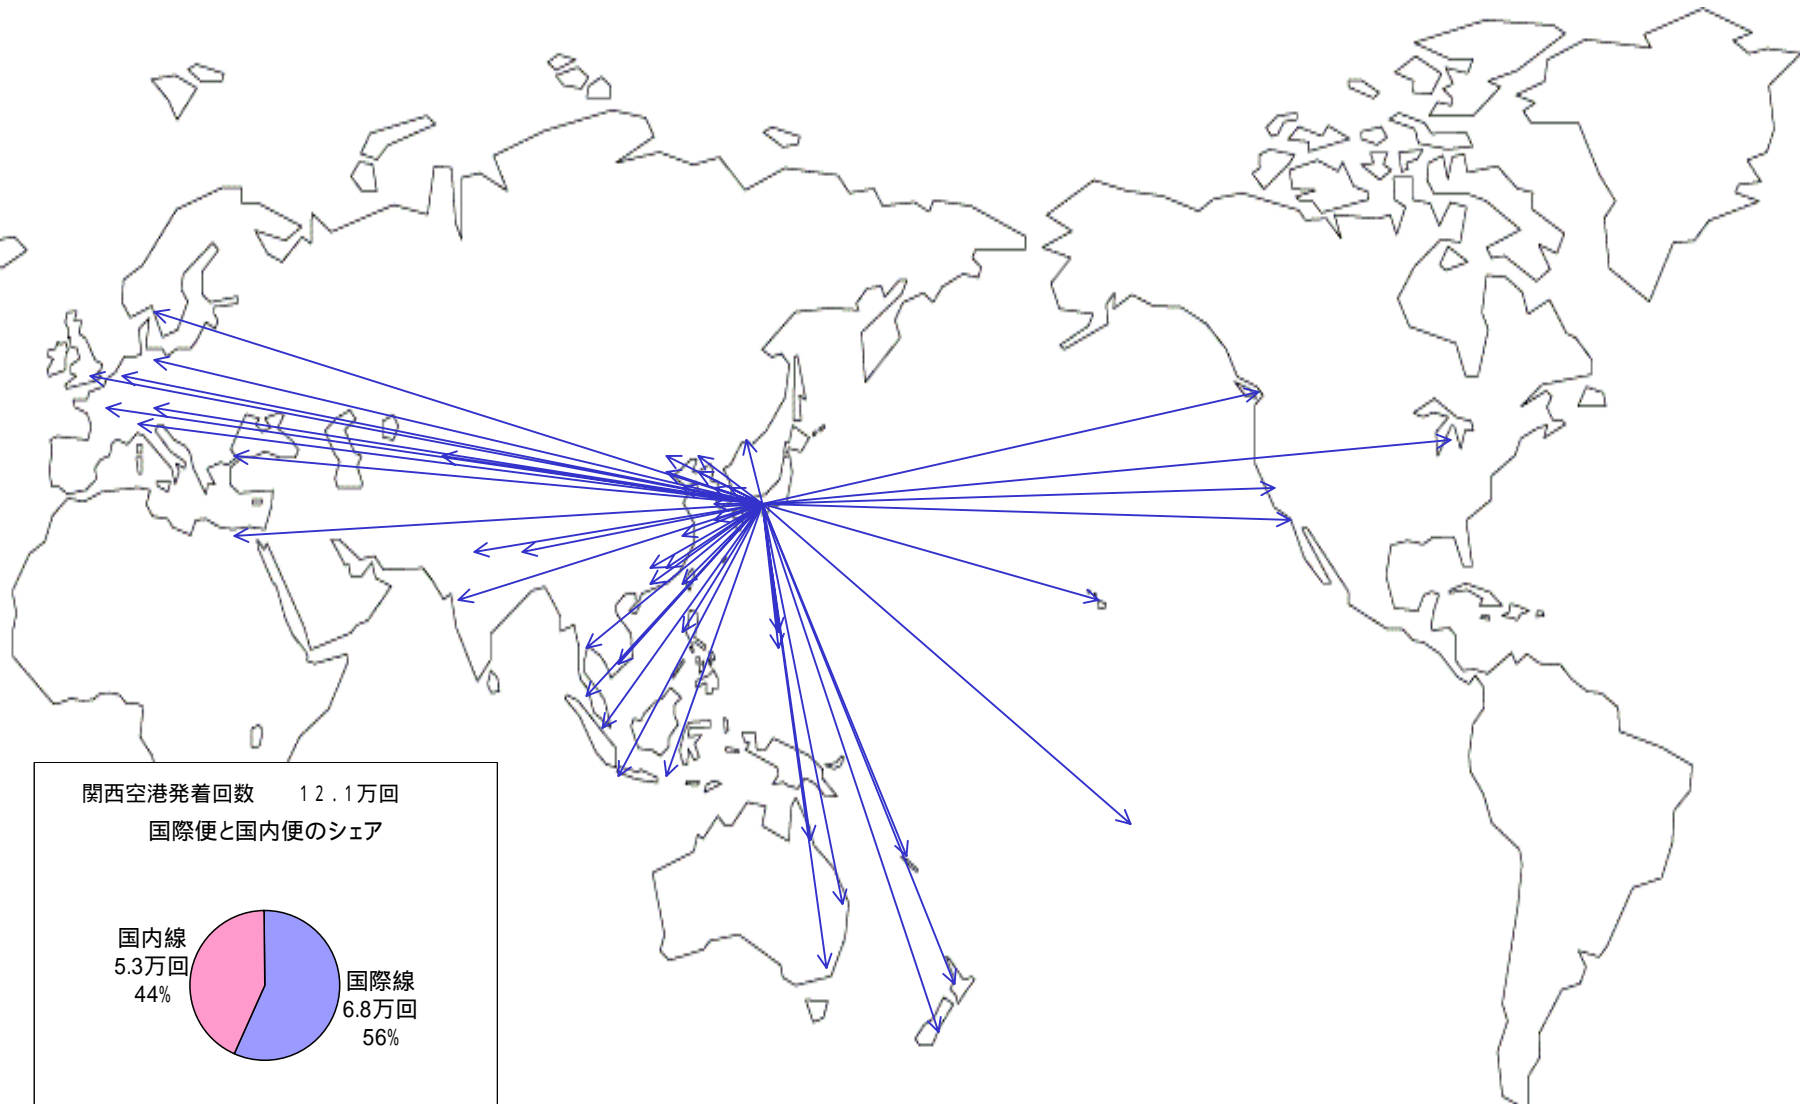 関西空港発着回数　１２．１万回
国際便と国内便のシェア
国内線
5.3万回
44%
国際線
6.8万回
56%